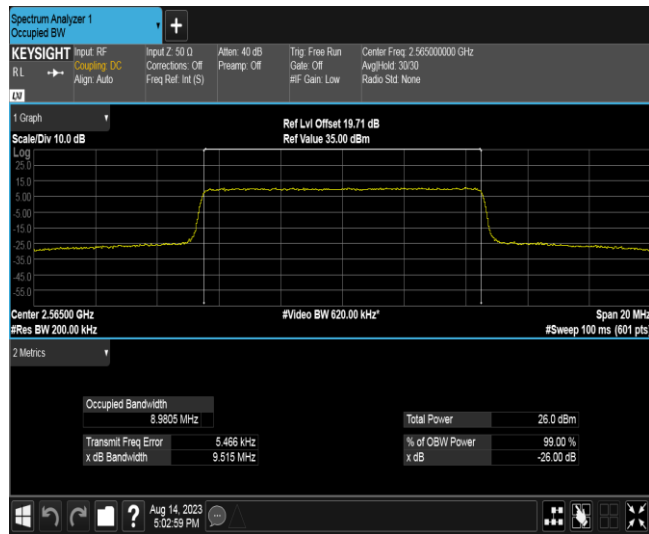 Spectrum Analyzer 1
Occupied BW
+
KEYSIGHT Input: RF Input Z: 50 Ω Atten: 40 dB Trig: Free Run Center Freq: 2.565000000 GHz
RL Coupling: DC Corrections: Off Preamp: Off Gate: Off Avg|Hold: 30/30
Align: Auto Freq Ref: Int (S) #IF Gain: Low Radio Std: None
LXI
1 Graph Ref Lvl Offset 19.71 dB
Scale/Div 10.0 dB Ref Value 35.00 dBm
Log
25.0
15.0
5.00
-5.00
-15.0
-25.0
-35.0
-45.0
-55.0
Center 2.56500 GHz #Video BW 620.00 kHz* Span 20 MHz
#Res BW 200.00 kHz #Sweep 100 ms (601 pts)
2 Metrics
Occupied Bandwidth
8.9805 MHz Total Power 26.0 dBm
Transmit Freq Error 5.466 kHz % of OBW Power 99.00 %
x dB Bandwidth 9.515 MHz x dB -26.00 dB
? Aug 14, 2023
5:02:59 PM